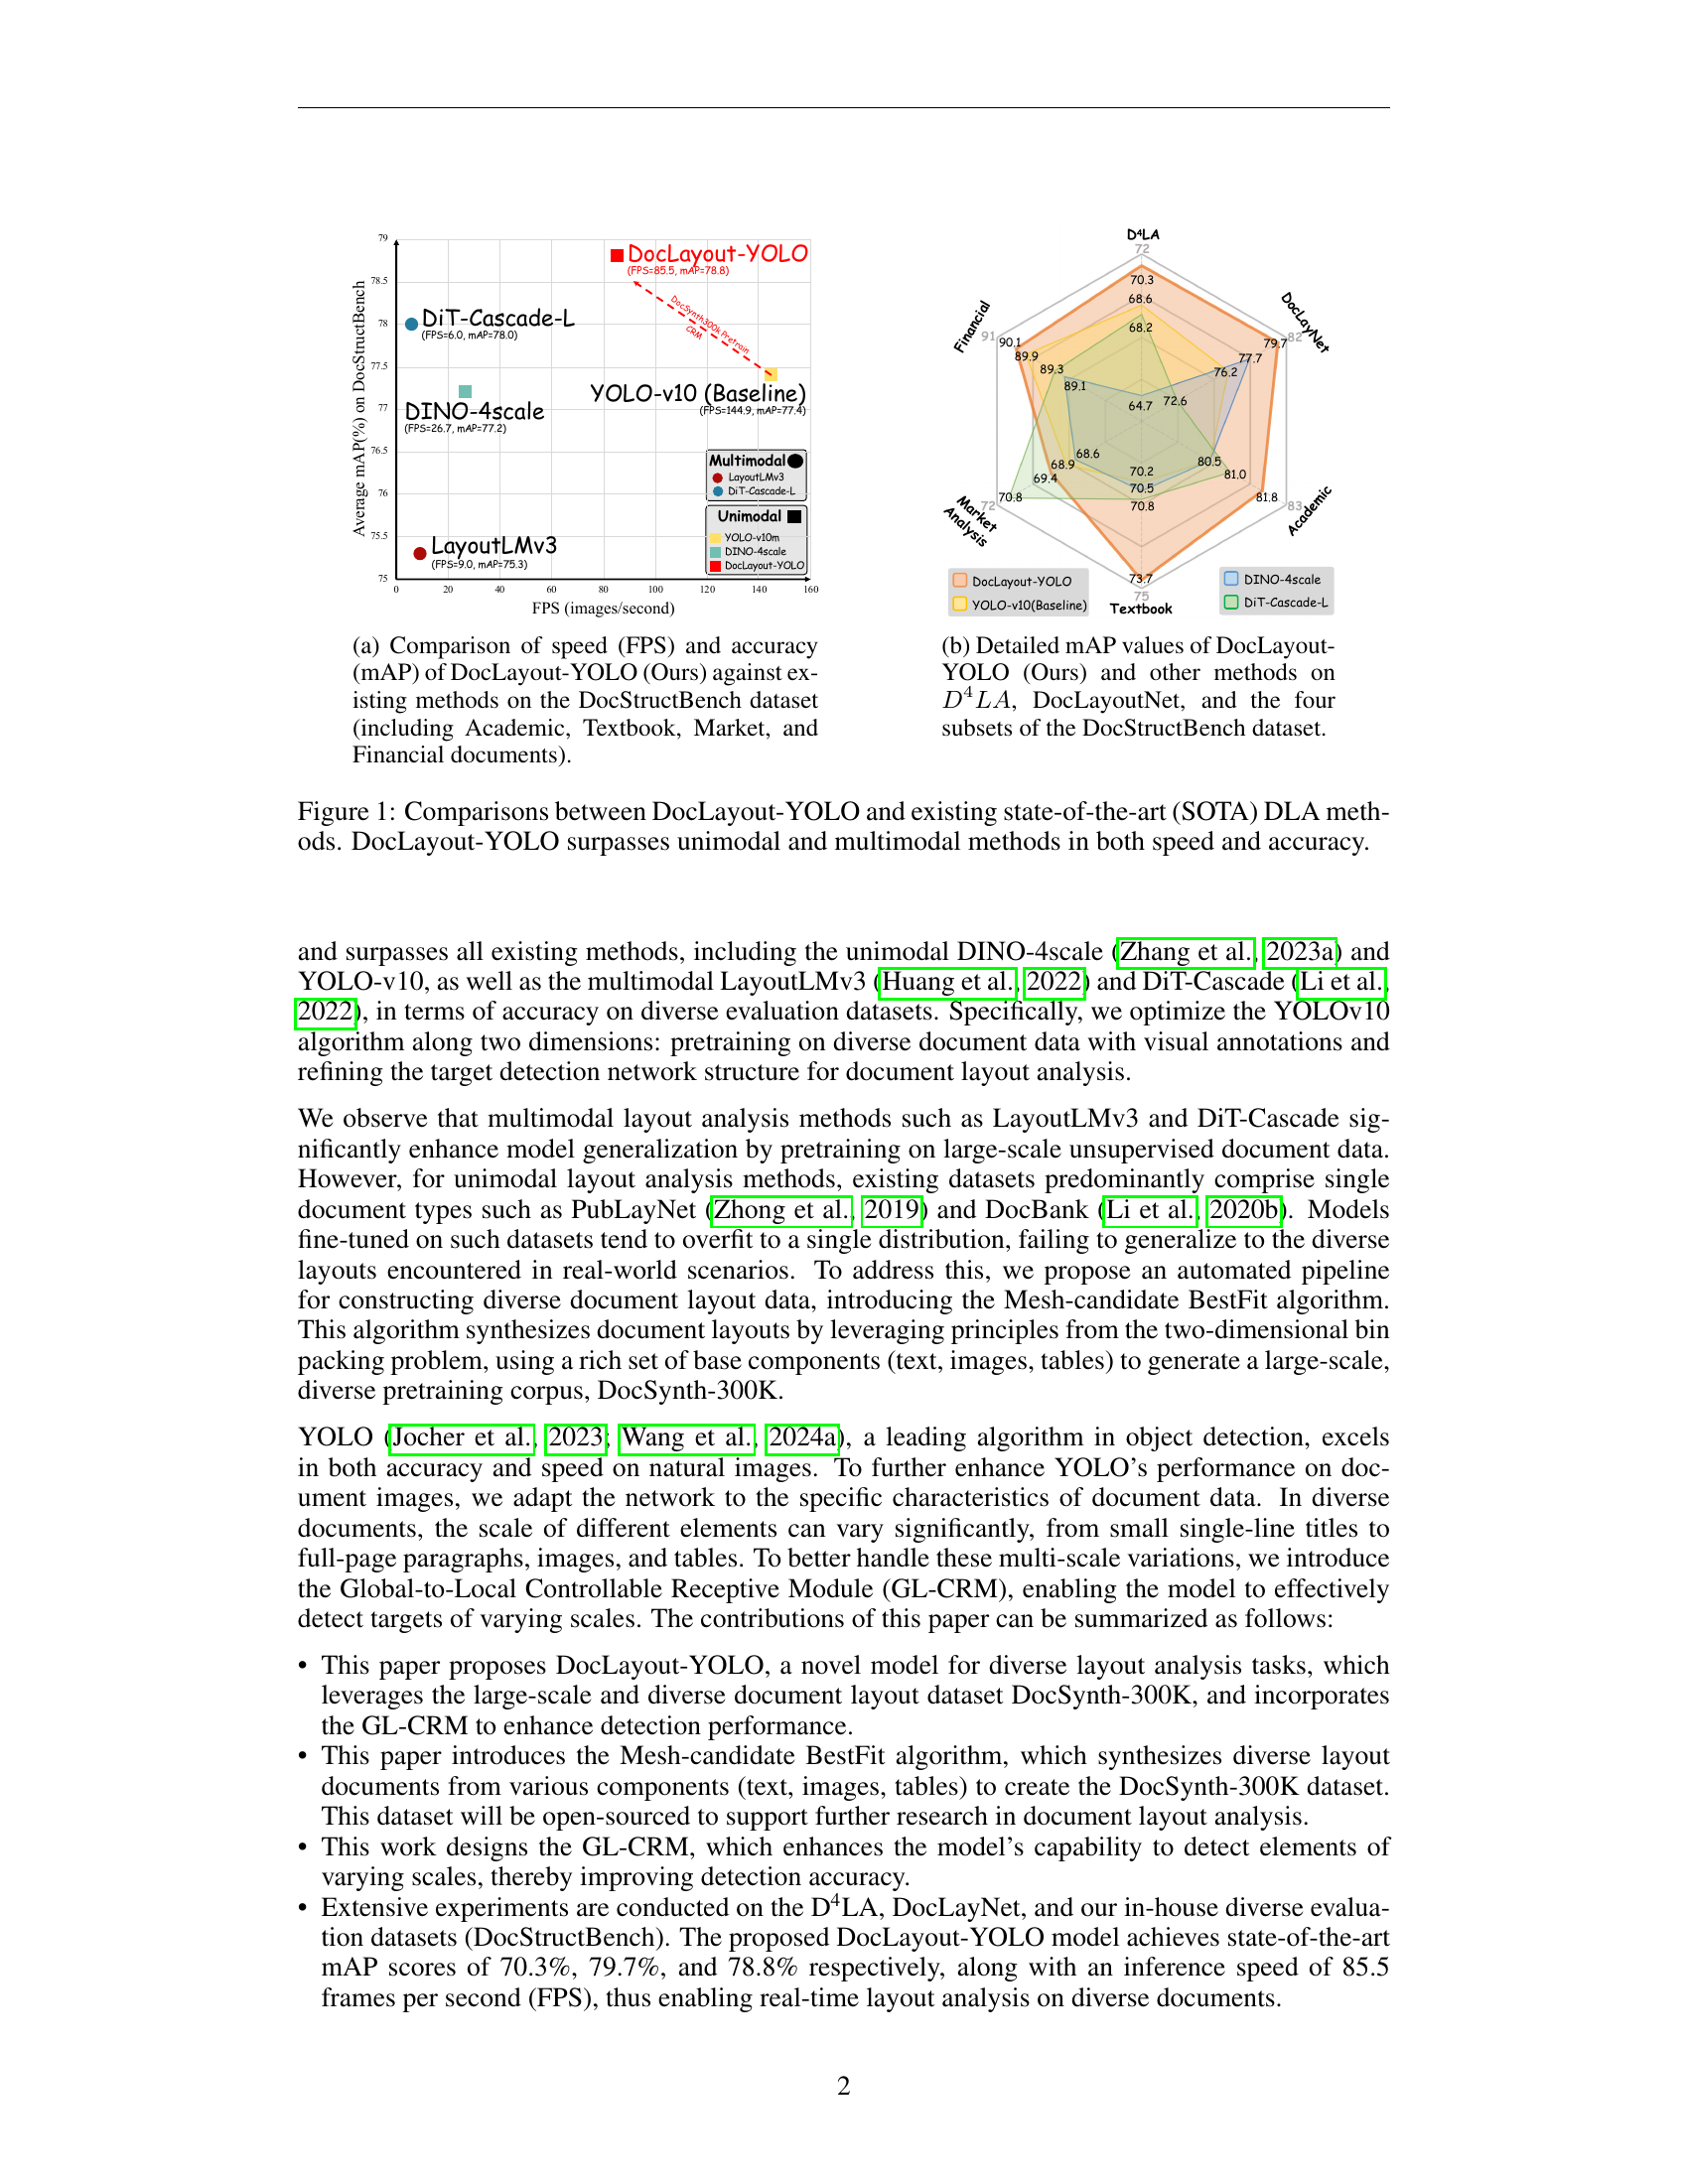 79
78.5
78
77.5
77
76.5
76
75.5
75
0 20 40 60 80 100 120 140 160
Average mAP(%) on DocStructBench
FPS (images/second)
DocLayout-YOLO
(FPS=85.5, mAP=78.8)
DocSynth300k Pretrain
CRM
DiT-Cascade-L
(FPS=6.0, mAP=78.0)
YOLO-v10 (Baseline)
(FPS=144.9, mAP=77.4)
DINO-4scale
(FPS=26.7, mAP=77.2)
LayoutLMv3
(FPS=9.0, mAP=75.3)
Multimodal
LayoutLMv3
DiT-Cascade-L
Unimodal
YOLO-v10m
DINO-4scale
DocLayout-YOLO
(a) Comparison of speed (FPS) and accuracy
(mAP) of DocLayout-YOLO (Ours) against ex-
isting methods on the DocStructBench dataset
(including Academic, Textbook, Market, and
Financial documents).
D⁴LA
72
70.3
68.6
68.2
64.7
DocLayNet
82
79.7
77.7
76.2
72.6
Academic
83
81.8
81.0
80.5
Textbook
75
73.7
70.8
70.5
70.2
Market
Analysis
72
70.8
69.4
68.9
68.6
Financial
91
90.1
89.9
89.3
89.1
DocLayout-YOLO
YOLO-v10(Baseline)
DINO-4scale
DiT-Cascade-L
(b) Detailed mAP values of DocLayout-
YOLO (Ours) and other methods on
D⁴LA, DocLayoutNet, and the four
subsets of the DocStructBench dataset.
Figure 1: Comparisons between DocLayout-YOLO and existing state-of-the-art (SOTA) DLA meth-
ods. DocLayout-YOLO surpasses unimodal and multimodal methods in both speed and accuracy.
and surpasses all existing methods, including the unimodal DINO-4scale (Zhang et al., 2023a) and
YOLO-v10, as well as the multimodal LayoutLMv3 (Huang et al., 2022) and DiT-Cascade (Li et al.,
2022), in terms of accuracy on diverse evaluation datasets. Specifically, we optimize the YOLOv10
algorithm along two dimensions: pretraining on diverse document data with visual annotations and
refining the target detection network structure for document layout analysis.
We observe that multimodal layout analysis methods such as LayoutLMv3 and DiT-Cascade sig-
nificantly enhance model generalization by pretraining on large-scale unsupervised document data.
However, for unimodal layout analysis methods, existing datasets predominantly comprise single
document types such as PubLayNet (Zhong et al., 2019) and DocBank (Li et al., 2020b). Models
fine-tuned on such datasets tend to overfit to a single distribution, failing to generalize to the diverse
layouts encountered in real-world scenarios. To address this, we propose an automated pipeline
for constructing diverse document layout data, introducing the Mesh-candidate BestFit algorithm.
This algorithm synthesizes document layouts by leveraging principles from the two-dimensional bin
packing problem, using a rich set of base components (text, images, tables) to generate a large-scale,
diverse pretraining corpus, DocSynth-300K.
YOLO (Jocher et al., 2023; Wang et al., 2024a), a leading algorithm in object detection, excels
in both accuracy and speed on natural images. To further enhance YOLO's performance on doc-
ument images, we adapt the network to the specific characteristics of document data. In diverse
documents, the scale of different elements can vary significantly, from small single-line titles to
full-page paragraphs, images, and tables. To better handle these multi-scale variations, we introduce
the Global-to-Local Controllable Receptive Module (GL-CRM), enabling the model to effectively
detect targets of varying scales. The contributions of this paper can be summarized as follows:
• This paper proposes DocLayout-YOLO, a novel model for diverse layout analysis tasks, which
leverages the large-scale and diverse document layout dataset DocSynth-300K, and incorporates
the GL-CRM to enhance detection performance.
• This paper introduces the Mesh-candidate BestFit algorithm, which synthesizes diverse layout
documents from various components (text, images, tables) to create the DocSynth-300K dataset.
This dataset will be open-sourced to support further research in document layout analysis.
• This work designs the GL-CRM, which enhances the model's capability to detect elements of
varying scales, thereby improving detection accuracy.
• Extensive experiments are conducted on the D⁴LA, DocLayNet, and our in-house diverse evalua-
tion datasets (DocStructBench). The proposed DocLayout-YOLO model achieves state-of-the-art
mAP scores of 70.3%, 79.7%, and 78.8% respectively, along with an inference speed of 85.5
frames per second (FPS), thus enabling real-time layout analysis on diverse documents.
2